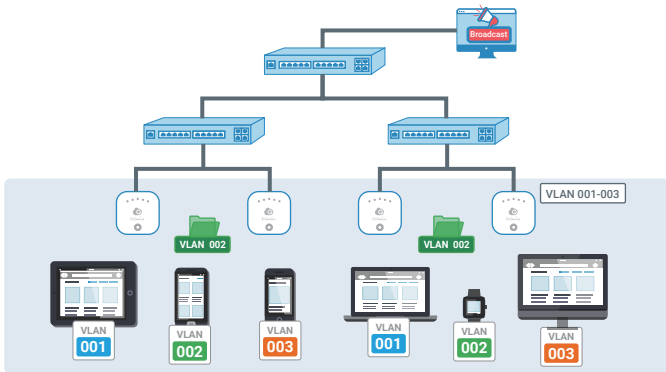 Broadcast
VLAN 001-003
VLAN 002
VLAN 002
VLAN
001
VLAN
002
VLAN
003
VLAN
001
VLAN
002
VLAN
003